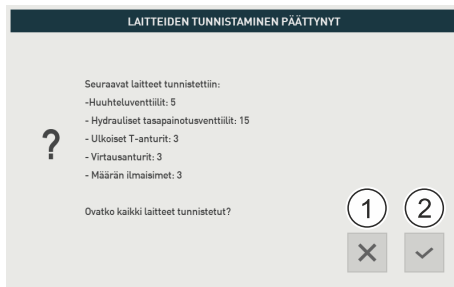 LAITTEIDEN TUNNISTAMINEN PÄÄTTYNYT
Seuraavat laitteet tunnistettiin:
-Huuhteluventtiilit: 5
- Hydrauliset tasapainotusventtiilit: 15
- Ulkoiset T-anturit: 3
- Virtausanturit: 3
- Määrän ilmaisimet: 3
?
Ovatko kaikki laitteet tunnistetut?
1 2